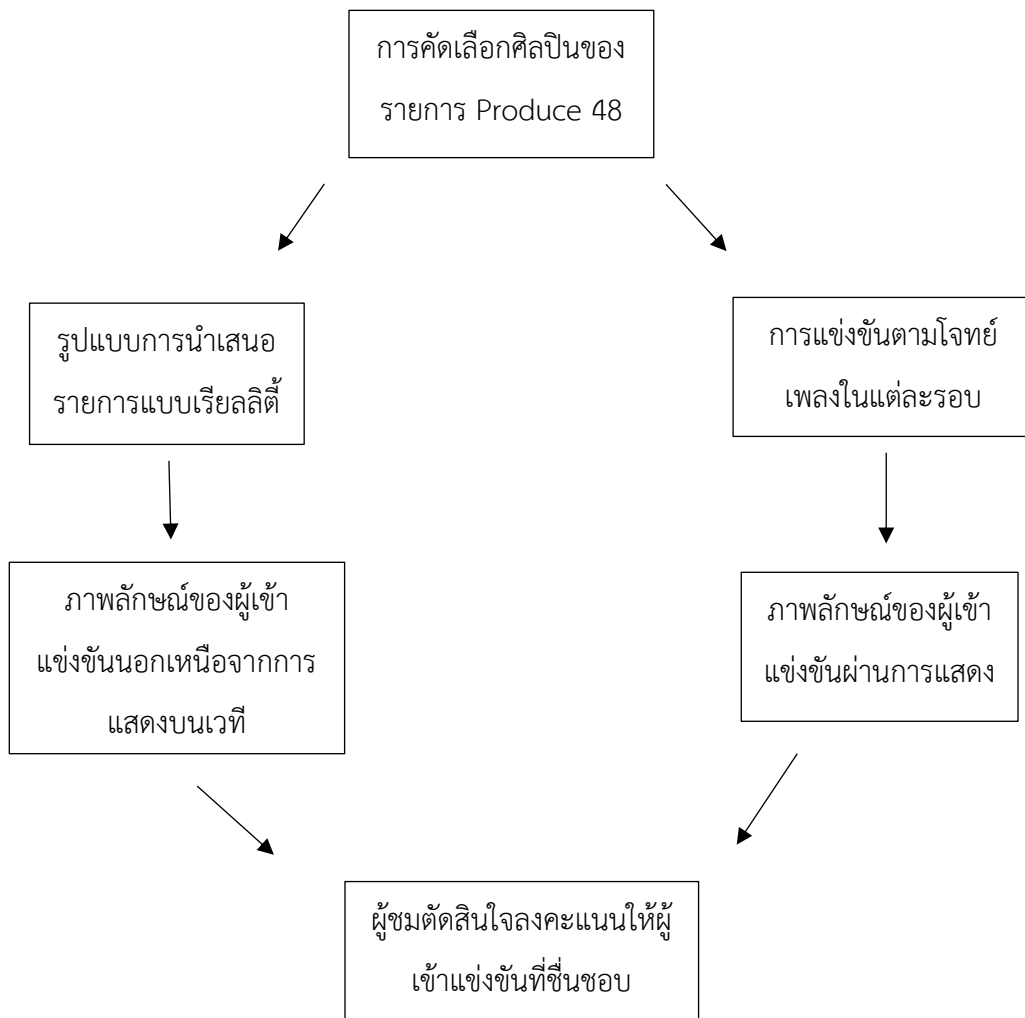 การคัดเลือกศิลปินของ
รายการ Produce 48
รูปแบบการนำเสนอ
รายการแบบเรียลลิตี้
การแข่งขันตามโจทย์
เพลงในแต่ละรอบ
ภาพลักษณ์ของผู้เข้า
แข่งขันนอกเหนือจากการ
แสดงบนเวที
ภาพลักษณ์ของผู้เข้า
แข่งขันผ่านการแสดง
ผู้ชมตัดสินใจลงคะแนนให้ผู้
เข้าแข่งขันที่ชื่นชอบ